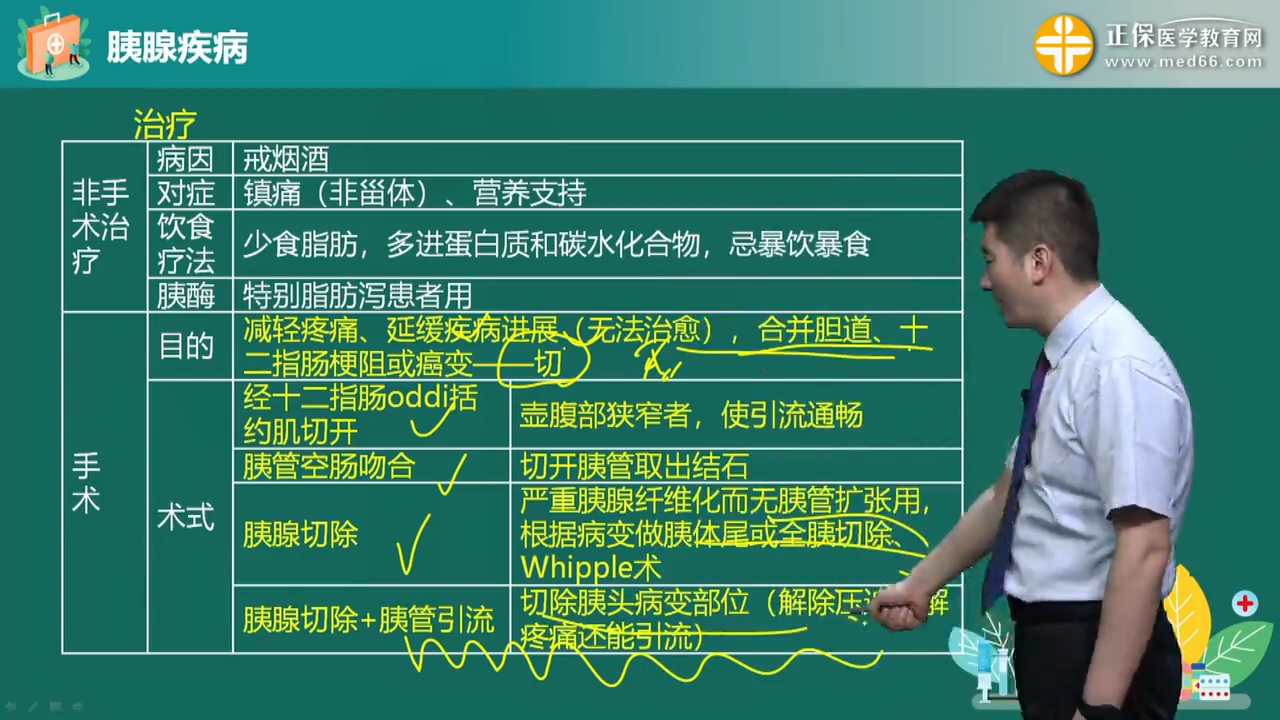 胰腺疾病
正保医学教育网
www.med66.com
治疗
非手
术治
疗
病因
戒烟酒
对症
镇痛（非甾体）、营养支持
饮食
疗法
少食脂肪，多进蛋白质和碳水化合物，忌暴饮暴食
胰酶
特别脂肪泻患者用
手
术
目的
减轻疼痛、延缓疾病进展（无法治愈），合并胆道、十
二指肠梗阻或癌变——切
术式
经十二指肠oddi括
约肌切开
壶腹部狭窄者，使引流通畅
胰管空肠吻合
切开胰管取出结石
胰腺切除
严重胰腺纤维化而无胰管扩张用，
根据病变做胰体尾或全胰切除、
Whipple术
胰腺切除+胰管引流
切除胰头病变部位（解除压 解
疼痛还能引流）